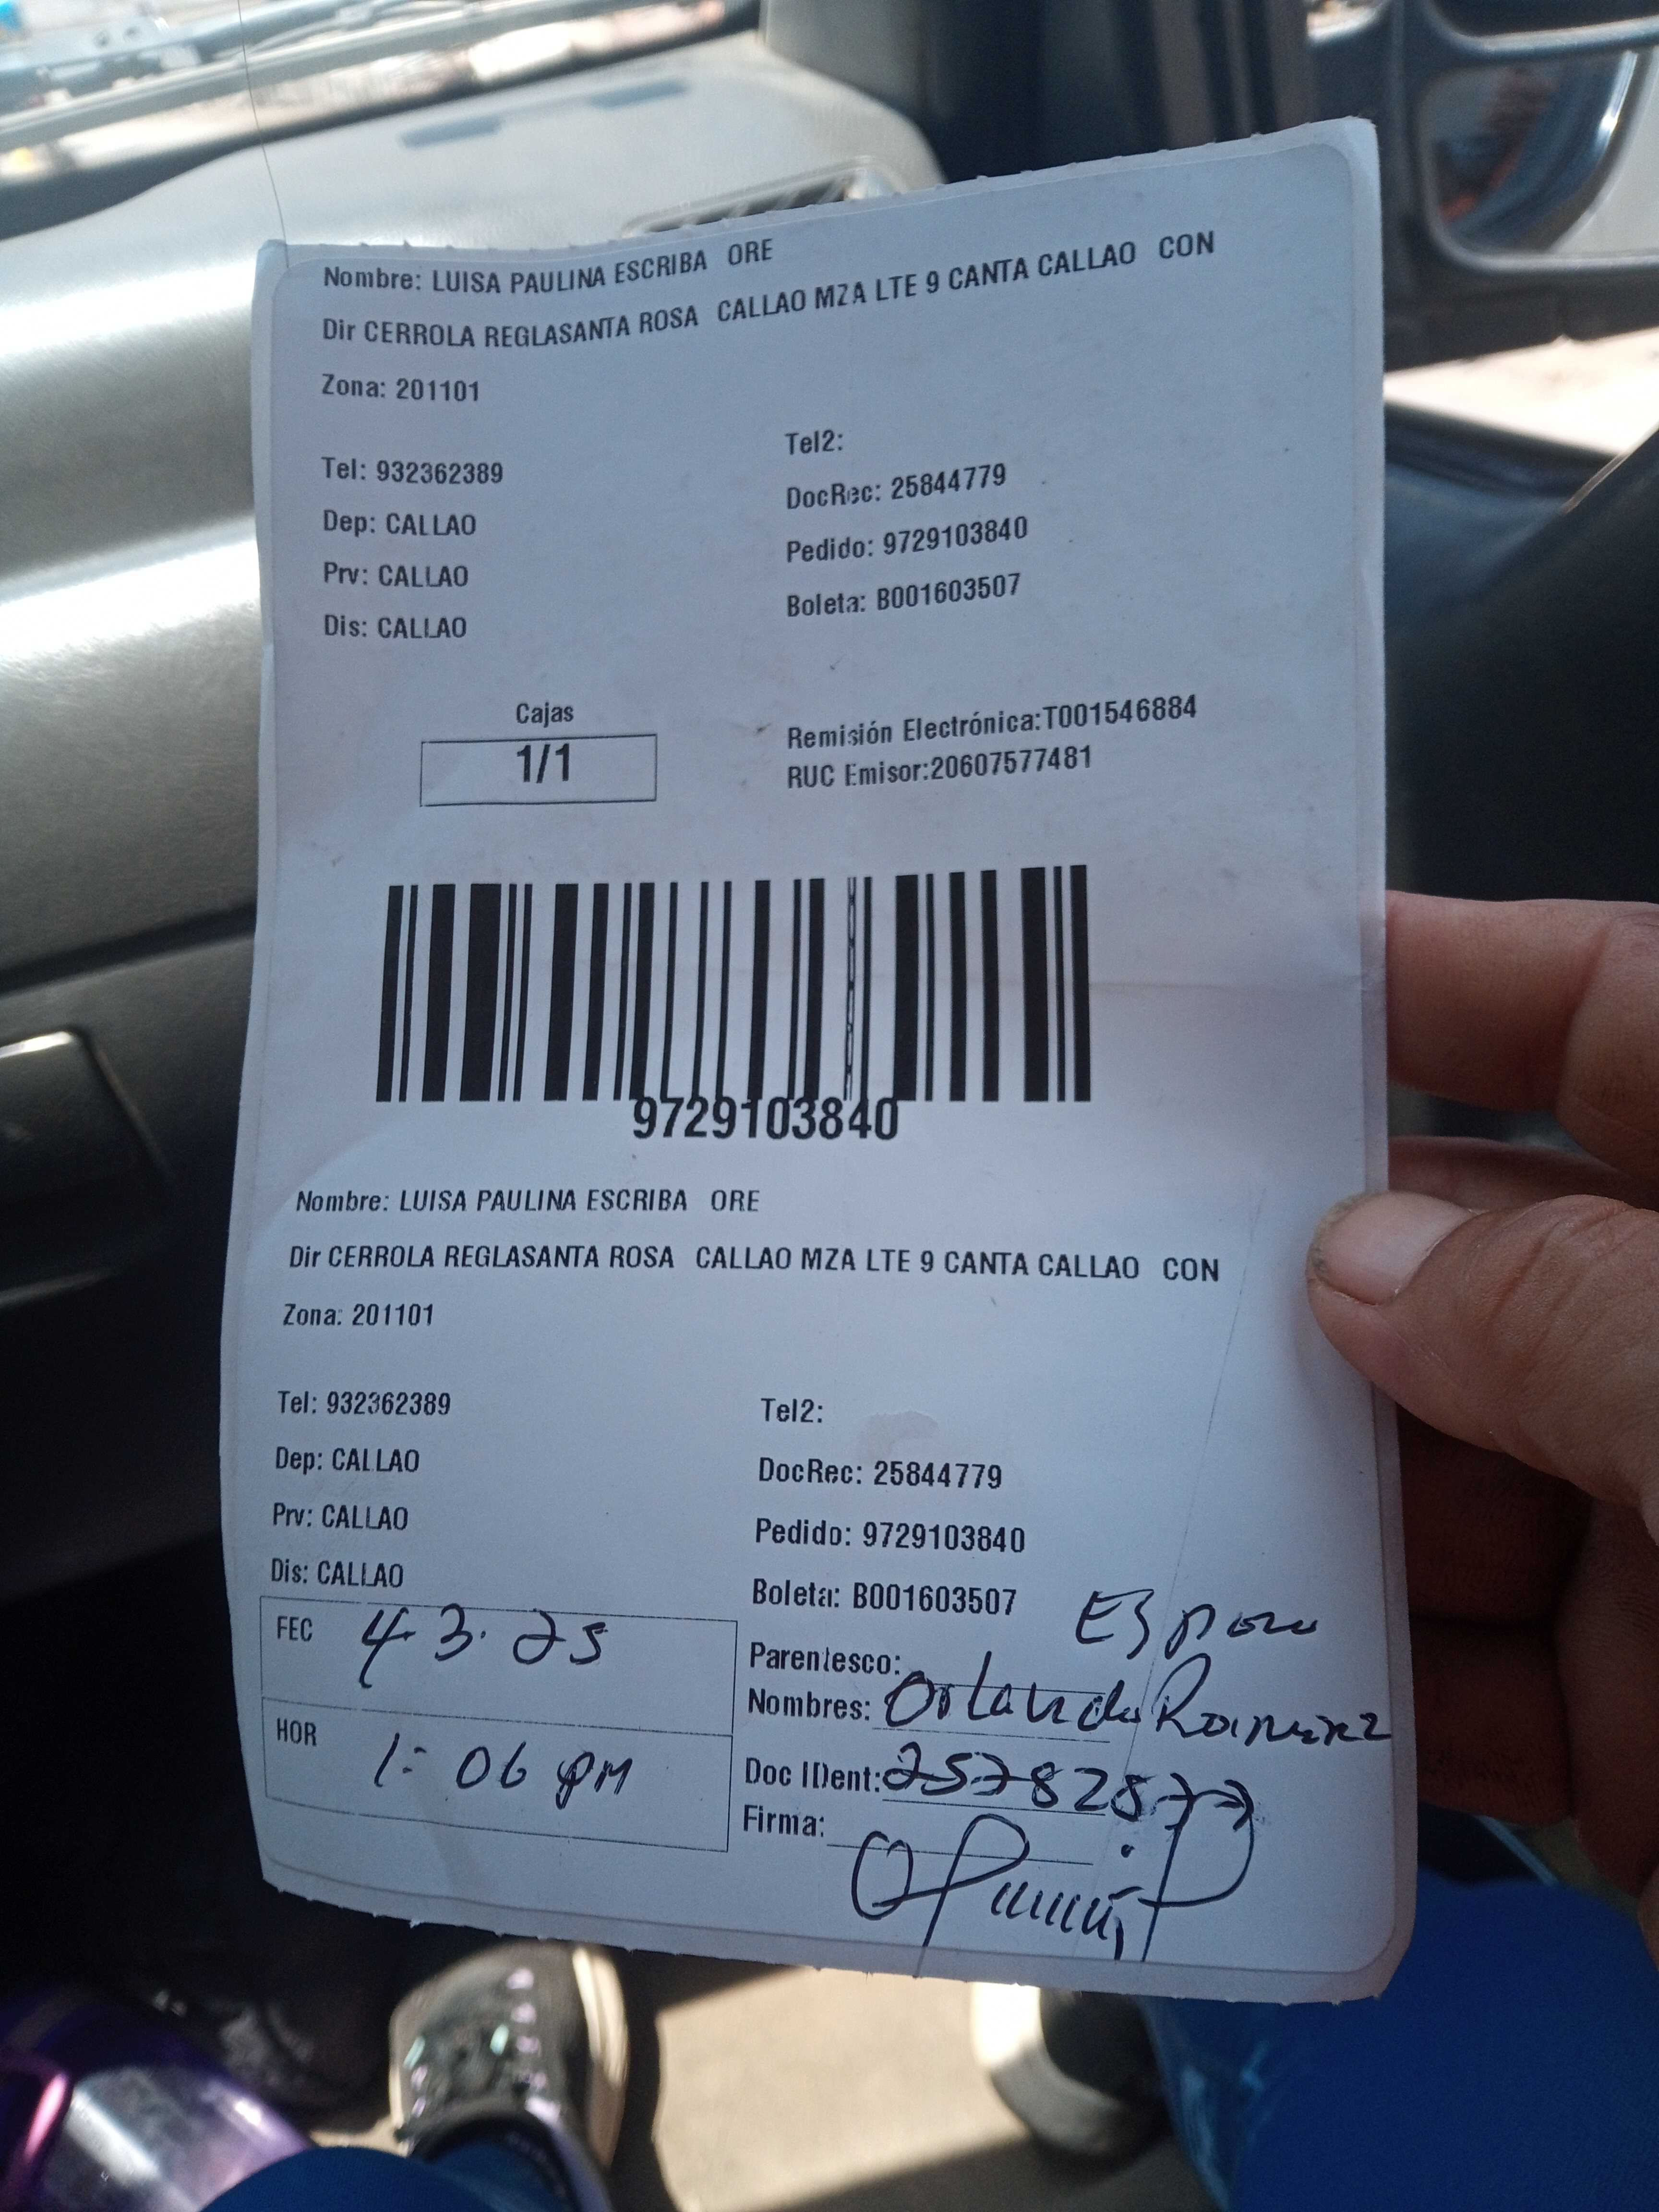 Nombre: LUISA PAULINA ESCRIBA ORE
Dir CERROLA REGLASANTA ROSA CALLAO MZA LTE 9 CANTA CALLAO CON
Zona: 201101
Tel: 932362389
Tel2:
Dep: CALLAO
DocRec: 25844779
Prv: CALLAO
Pedido: 9729103840
Dis: CALLAO
Boleta: B001603507
Cajas
1/1
Remisión Electrónica:T001546884
RUC Emisor:20607577481
9729103840
Nombre: LUISA PAULINA ESCRIBA ORE
Dir CERROLA REGLASANTA ROSA CALLAO MZA LTE 9 CANTA CALLAO CON
Zona: 201101
Tel: 932362389
Tel2:
Dep: CALLAO
DocRec: 25844779
Prv: CALLAO
Pedido: 9729103840
Dis: CALLAO
Boleta: B001603507
FEC 4.3.25
Parentesco: Esposo
Nombres: Orlando Ramirez
HOR 1:06 PM
Doc IDent: 25782877
Firma: